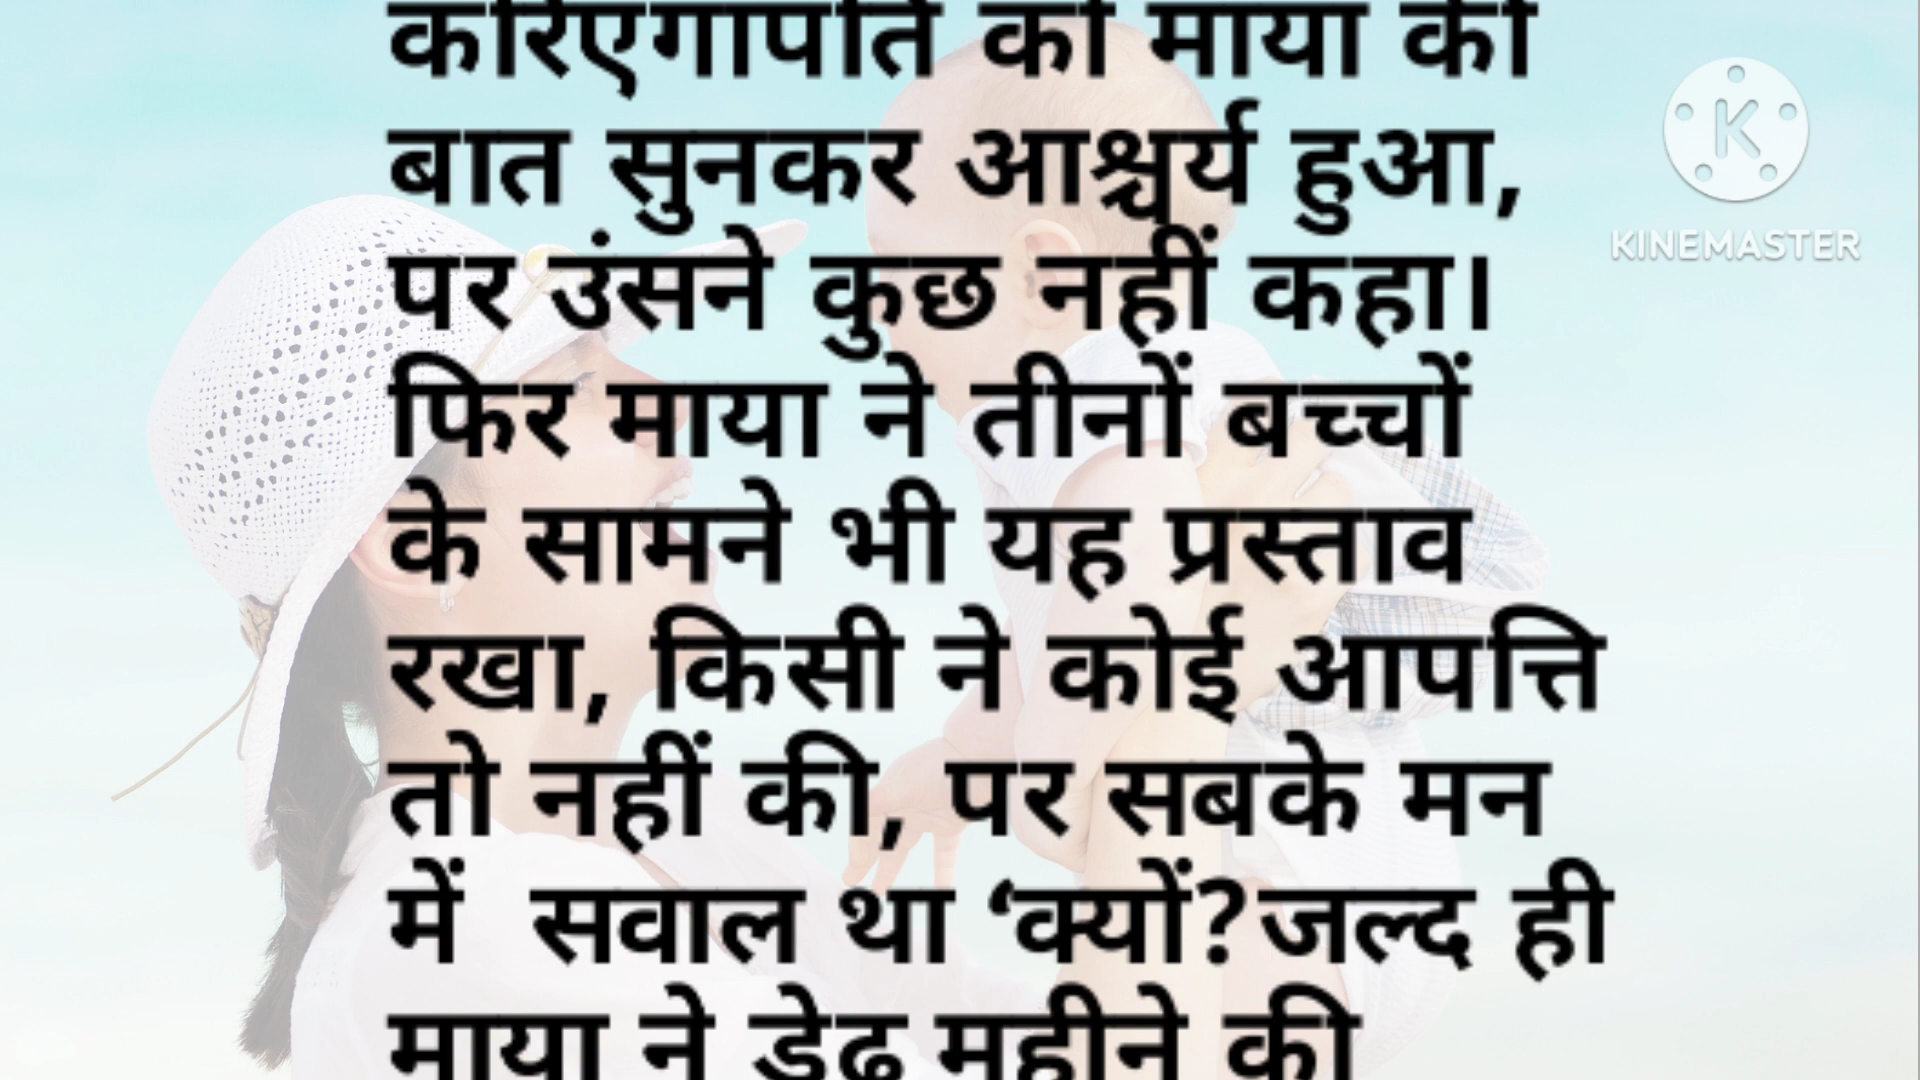 करिएगापति को माया की
बात सुनकर आश्चर्य हुआ,
पर उंसने कुछ नहीं कहा।
फिर माया ने तीनों बच्चों
के सामने भी यह प्रस्ताव
रखा, किसी ने कोई आपत्ति
तो नहीं की, पर सबके मन
में  सवाल था ‘क्यों?जल्द ही
माया ने डेढ़ महीने की
K
KINEMASTER